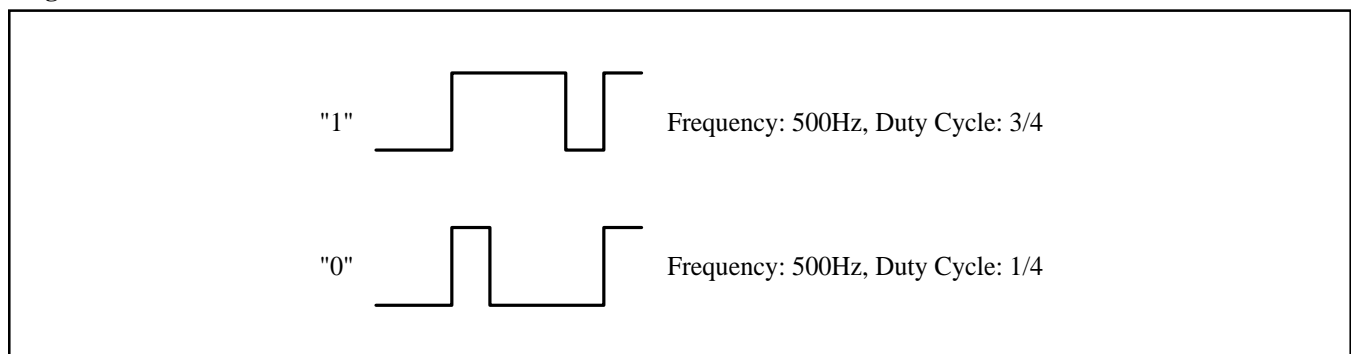 "1" Frequency: 500Hz, Duty Cycle: 3/4
"0" Frequency: 500Hz, Duty Cycle: 1/4